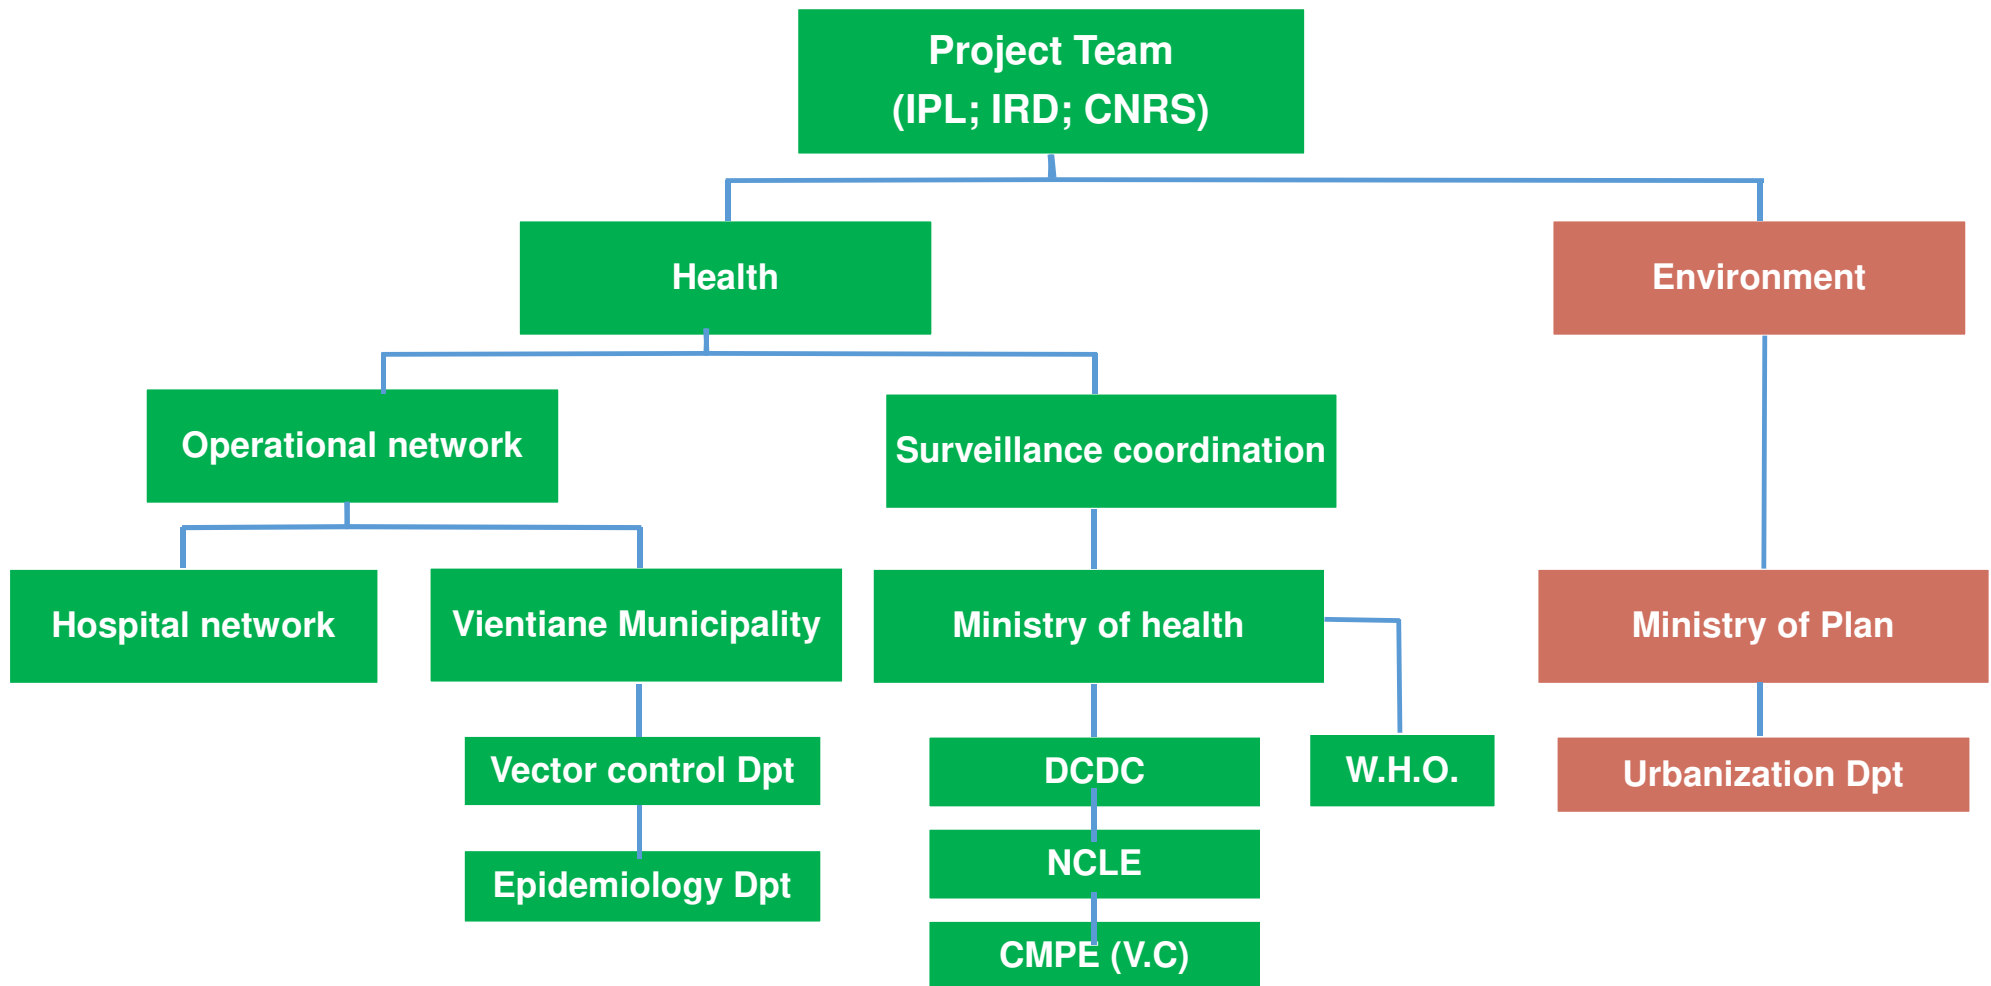 Project Team
(IPL; IRD; CNRS)
Health
Environment
Operational network
Surveillance coordination
Hospital network
Vientiane Municipality
Ministry of health
Ministry of Plan
Vector control Dpt
DCDC
W.H.O.
Urbanization Dpt
Epidemiology Dpt
NCLE
CMPE (V.C)